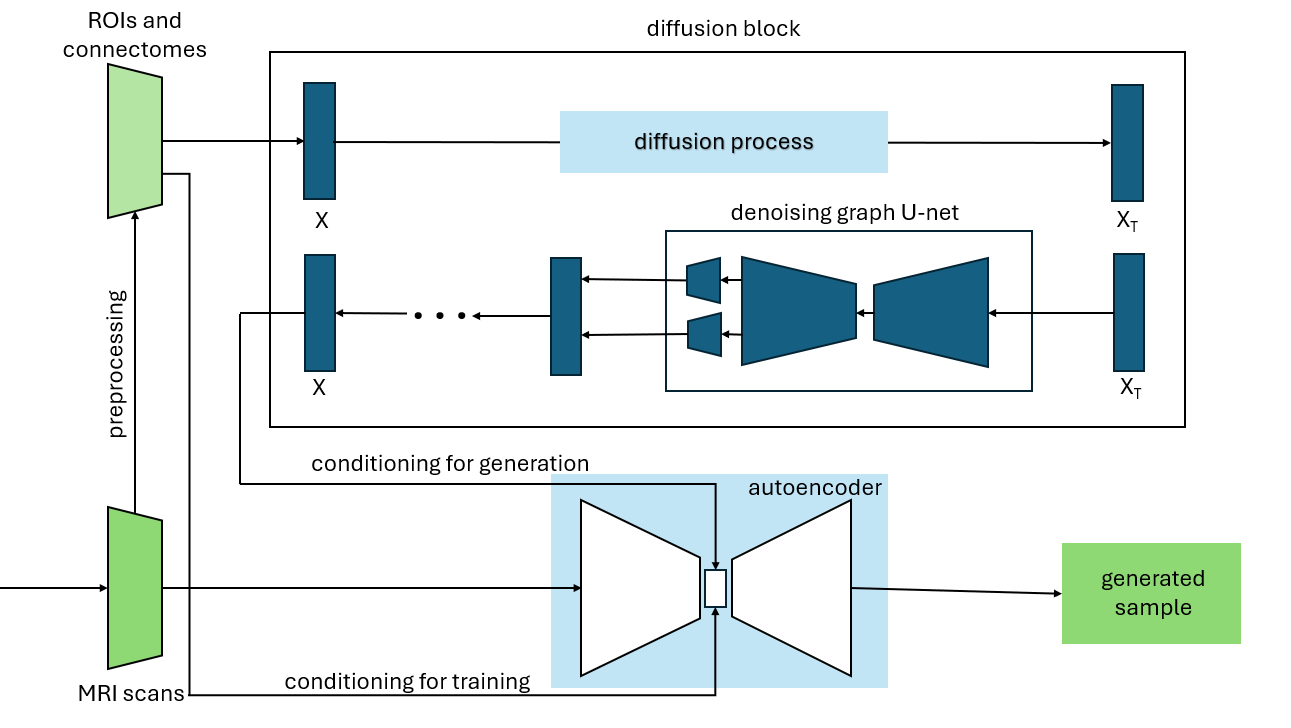 ROIs and
connectomes
diffusion block
diffusion process
X
X_T
denoising graph U-net
X
X_T
preprocessing
conditioning for generation
autoencoder
generated
sample
conditioning for training
MRI scans